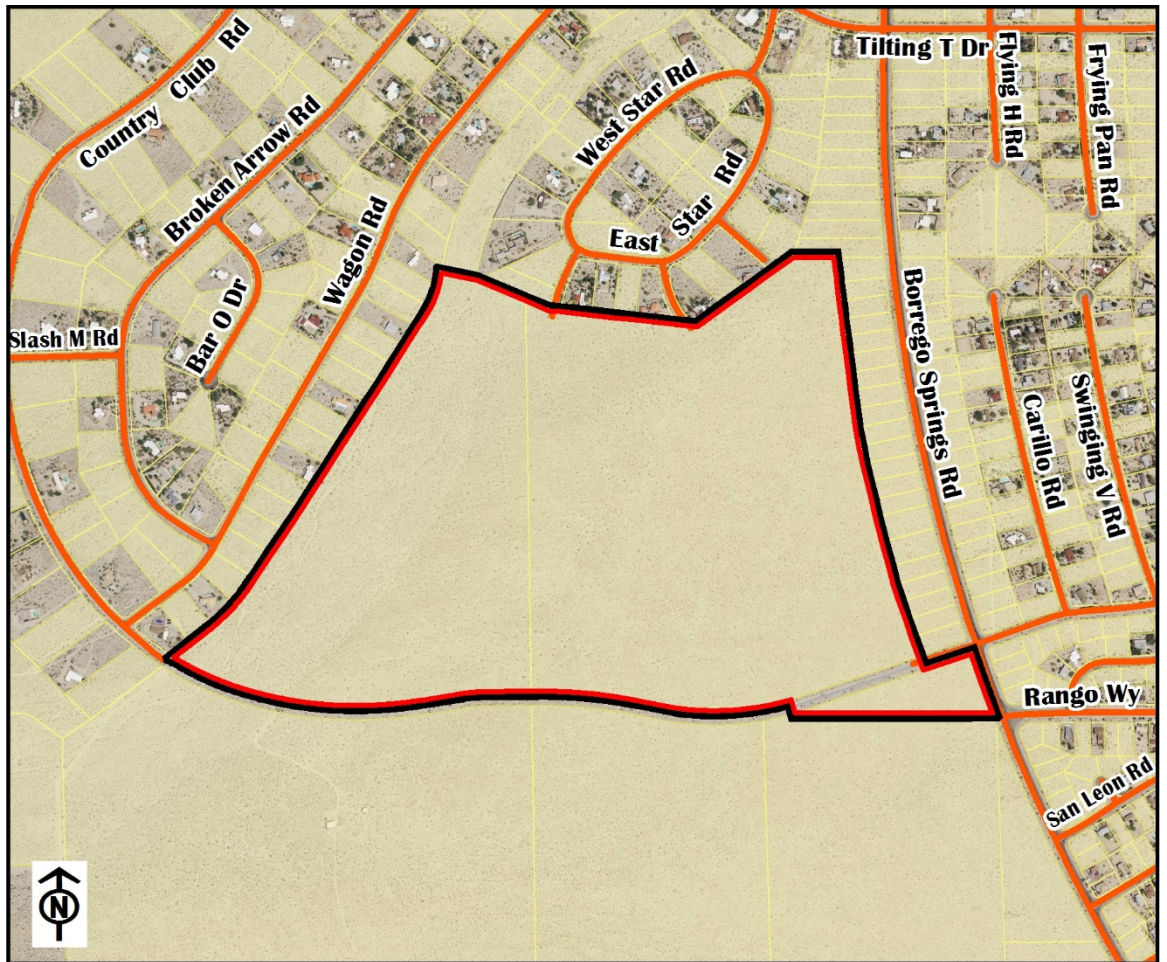 Country Club Rd
Broken Arrow Rd
Wagon Rd
Bar O Dr
Slash M Rd
West Star Rd
East Star Rd
Tilting T Dr
Flying H Rd
Frying Pan Rd
Borrego Springs Rd
Carillo Rd
Swinging V Rd
Rango Wy
San Leon Rd
N